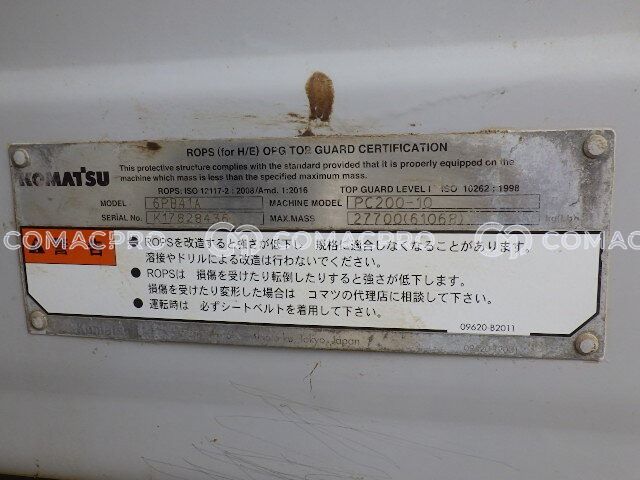 ROPS (for H/E) OPG TOP GUARD CERTIFICATION
KOMATSU
This protective structure complies with the standard provided that it is properly equipped on the
machine which mass is less than the specified maximum mass.
ROPS: ISO 12117-2 : 2008/Amd. 1:2016 TOP GUARD LEVEL I ISO 10262 : 1998
MODEL 6PB41A MACHINE MODEL PC200-10
SERIAL No. K17828436 MAX.MASS 27700(61068)
COMACPRO COMACPRO COMACPRO
●ROPSを改造すると強さが低下し 規格に適合しなくなることがあります.
溶接やドリルによる改造は行わないでください.
●ROPSは 損傷を受けたり転倒したりすると強さが低下します.
損傷を受けたり変形した場合は コマツの代理店に相談して下さい.
●運転時は 必ずシートベルトを着用して下さい.
09620-B2011
Komatsu
Tokyo, Japan